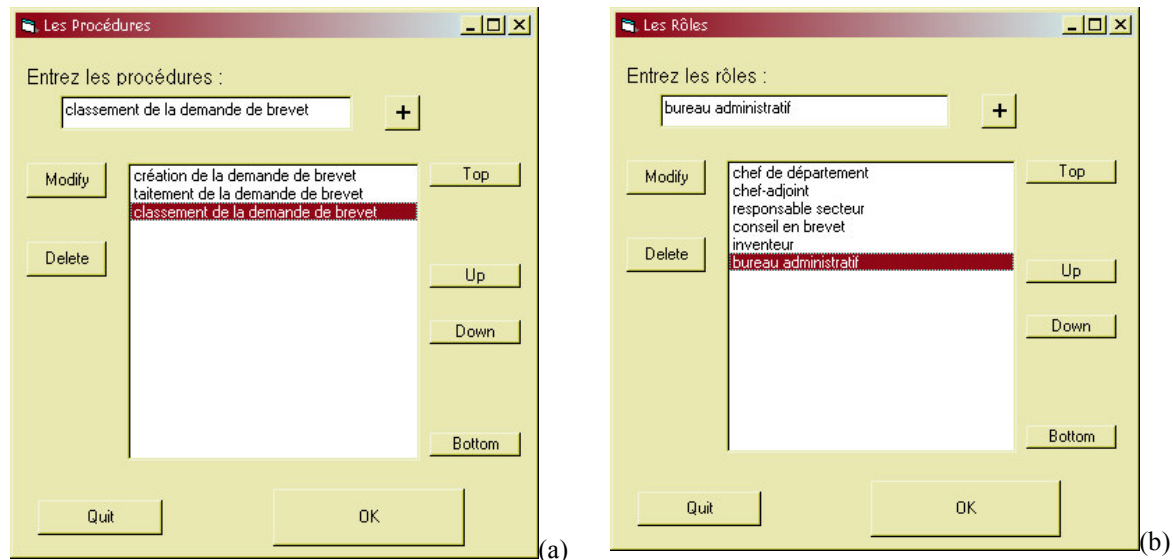 Les Procédures
Entrez les procédures :
classement de la demande de brevet
+
Modify
Delete
création de la demande de brevet
taitement de la demande de brevet
classement de la demande de brevet
Top
Up
Down
Bottom
Quit
OK
(a)
Les Rôles
Entrez les rôles :
bureau administratif
+
Modify
Delete
chef de département
chef-adjoint
responsable secteur
conseil en brevet
inventeur
bureau administratif
Top
Up
Down
Bottom
Quit
OK
(b)